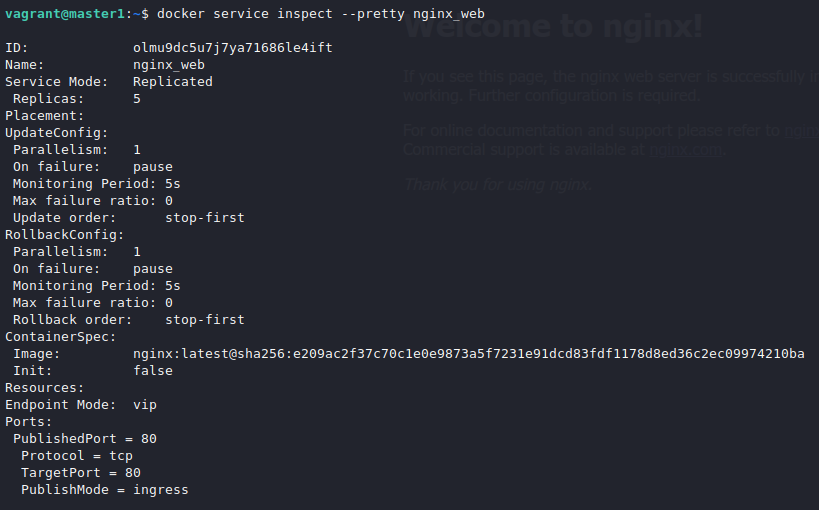 vagrant@master1:~$ docker service inspect --pretty nginx_web
ID: olmu9dc5u7j7ya71686le4ift
Name: nginx_web
Service Mode: Replicated
Replicas: 5
Placement:
UpdateConfig:
Parallelism: 1
On failure: pause
Monitoring Period: 5s
Max failure ratio: 0
Update order: stop-first
RollbackConfig:
Parallelism: 1
On failure: pause
Monitoring Period: 5s
Max failure ratio: 0
Rollback order: stop-first
ContainerSpec:
Image: nginx:latest@sha256:e209ac2f37c70c1e0e9873a5f7231e91dcd83fdf1178d8ed36c2ec09974210ba
Init: false
Resources:
Endpoint Mode: vip
Ports:
PublishedPort = 80
Protocol = tcp
TargetPort = 80
PublishMode = ingress
Welcome to nginx!
If you see this page, the nginx web server is successfully
working. Further configuration is required.
For online documentation and support please refer to
Commercial support is available at nginx.com.
Thank you for using nginx.